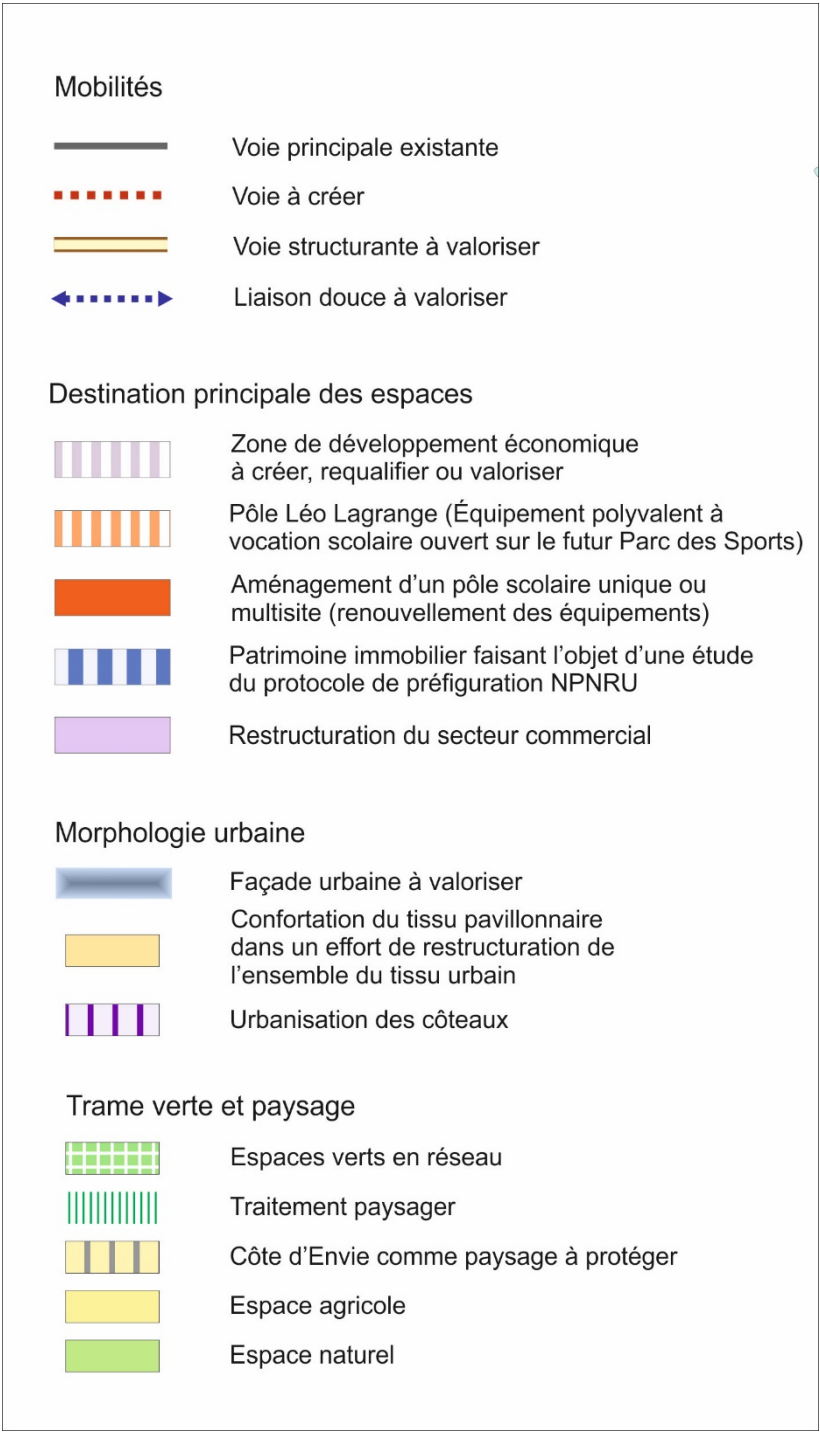 Mobilités
Voie principale existante
Voie à créer
Voie structurante à valoriser
Liaison douce à valoriser
Destination principale des espaces
Zone de développement économique
à créer, requalifier ou valoriser
Pôle Léo Lagrange (Équipement polyvalent à
vocation scolaire ouvert sur le futur Parc des Sports)
Aménagement d’un pôle scolaire unique ou
multisite (renouvellement des équipements)
Patrimoine immobilier faisant l’objet d’une étude
du protocole de préfiguration NPNRU
Restructuration du secteur commercial
Morphologie urbaine
Façade urbaine à valoriser
Confortation du tissu pavillonnaire
dans un effort de restructuration de
l’ensemble du tissu urbain
Urbanisation des côteaux
Trame verte et paysage
Espaces verts en réseau
Traitement paysager
Côte d’Envie comme paysage à protéger
Espace agricole
Espace naturel